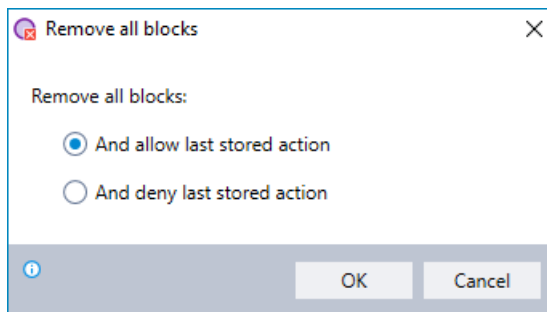 Remove all blocks
Remove all blocks:
And allow last stored action
And deny last stored action
OK Cancel